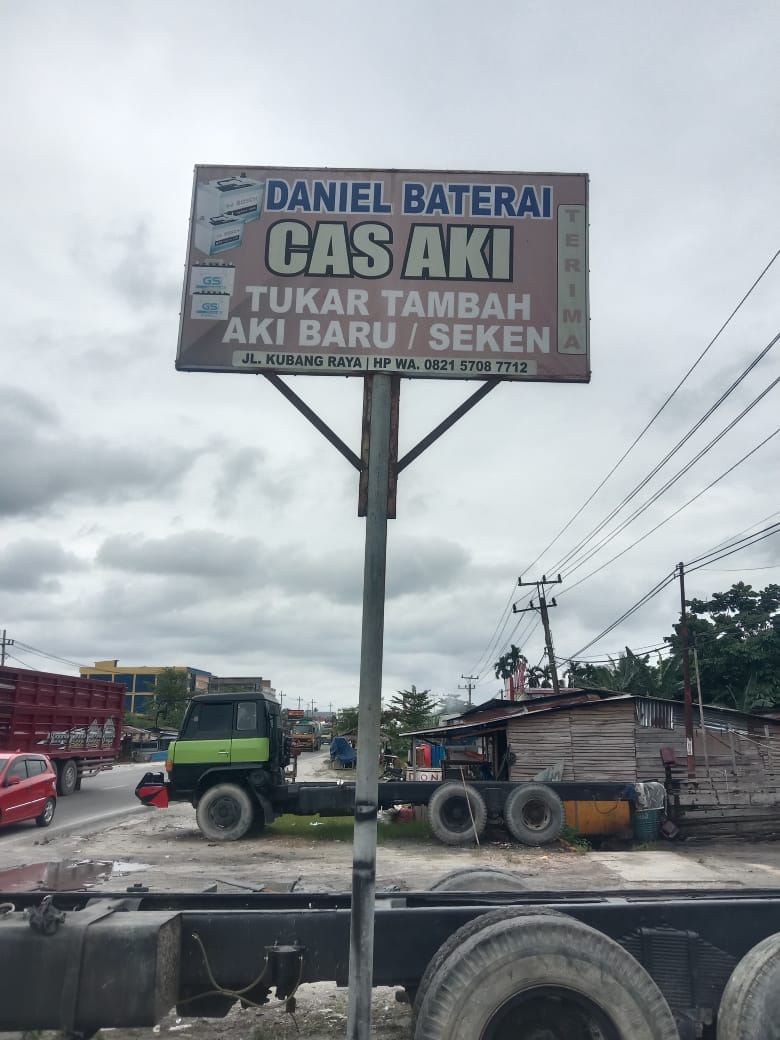 DANIEL BATERAI
CAS AKI
TUKAR TAMBAH
AKI BARU / SEKEN
JL. KUBANG RAYA | HP WA. 0821 5708 7712
TERIMA
BOSCH
GS
GS